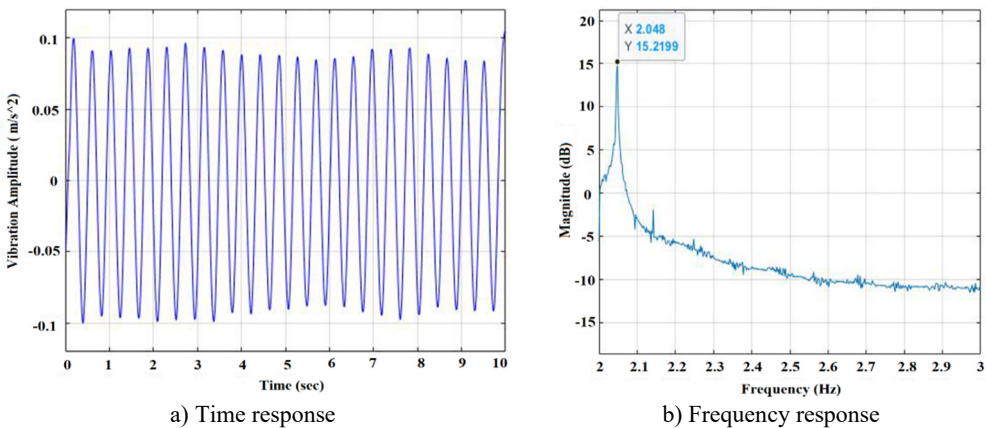 0.1
0.05
0
-0.05
-0.1
Vibration Amplitude ( m/s^2)
0 1 2 3 4 5 6 7 8 9 10
Time (sec)
a) Time response
X 2.048
Y 15.2199
20
15
10
5
0
-5
-10
-15
Magnitude (dB)
2 2.1 2.2 2.3 2.4 2.5 2.6 2.7 2.8 2.9 3
Frequency (Hz)
b) Frequency response